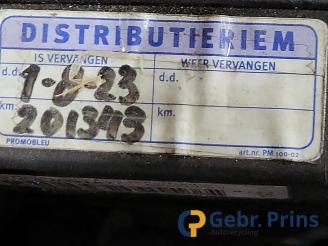 DISTRIBUTIERIEM
IS VERVANGEN WEER VERVANGEN
d.d. 1-8-23 d.d.
km. 201343 km.
PROMOBLEU art.nr. PM 100-02
Gebr. Prins
Autorecycling